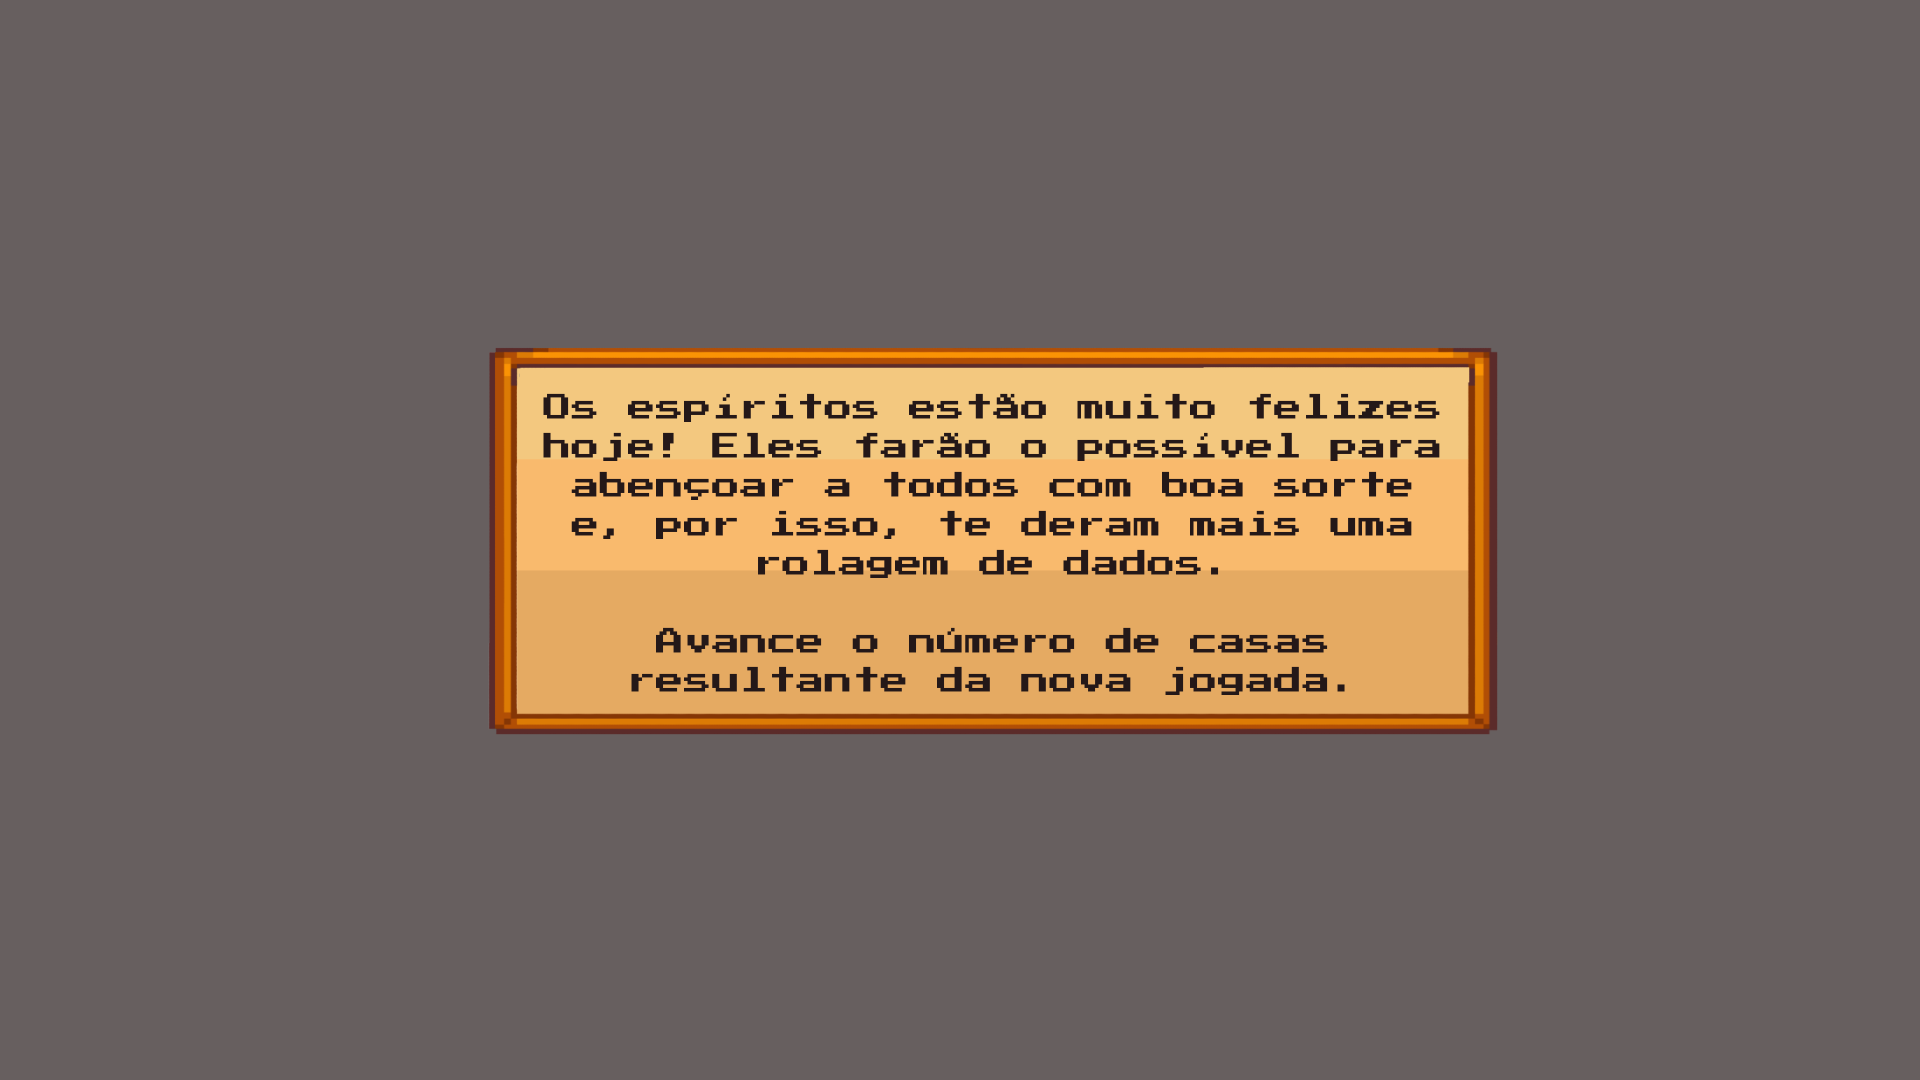 Os espíritos estão muito felizes
hoje! Eles farão o possível para
abençoar a todos com boa sorte
e, por isso, te deram mais uma
rolagem de dados.
Avance o número de casas
resultante da nova jogada.